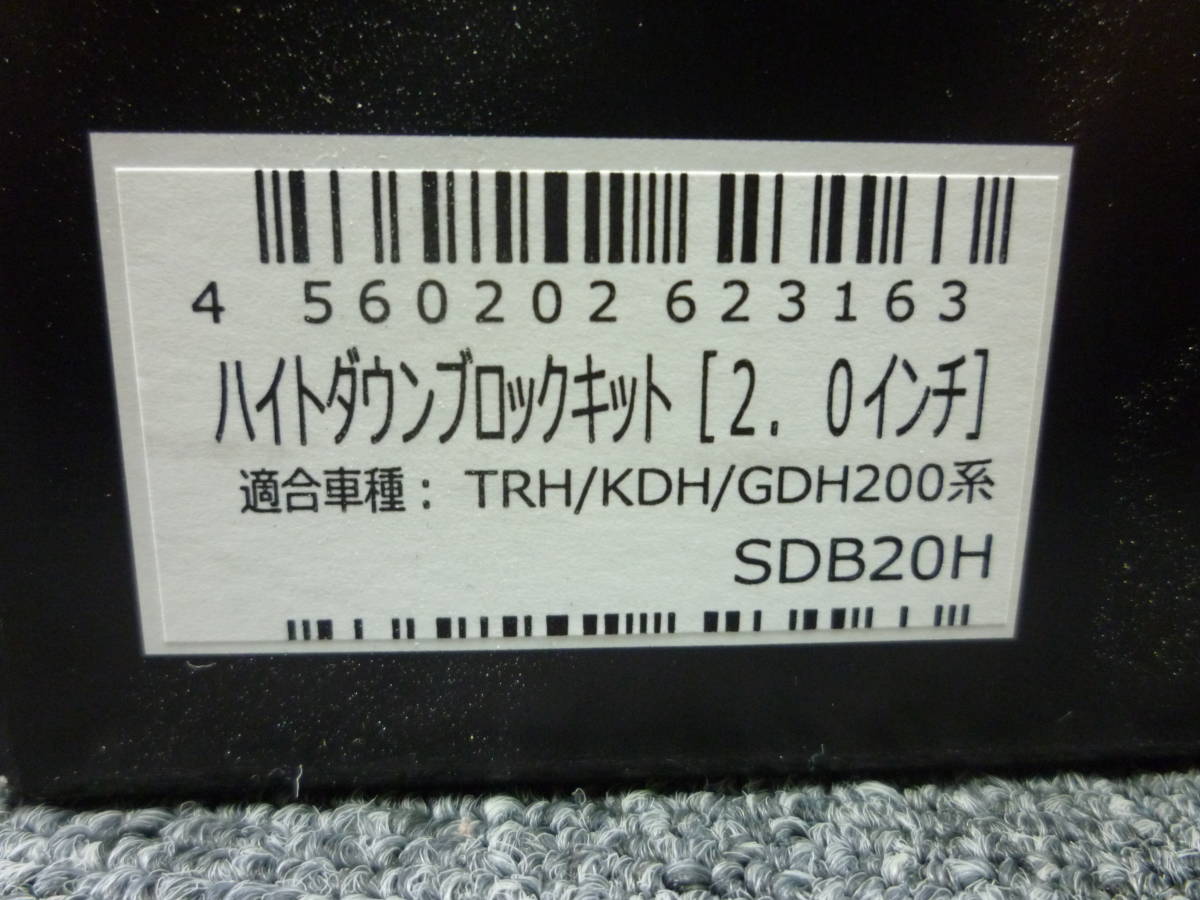 4 560202 623163
ハイトダウンブロックキット [2．0インチ]
適合車種： TRH/KDH/GDH200系
SDB20H